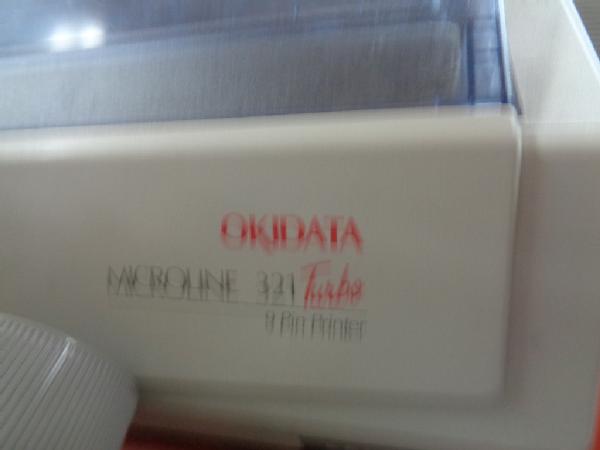 OKIDATA
MICROLINE 321 Turbo
9 Pin Printer